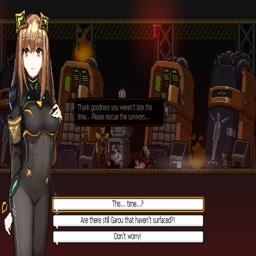 Thank goodness you weren't late this
time... Please rescue the survivors...
This... time...?
Are there still Garou that haven't surfaced?!
Don't worry!